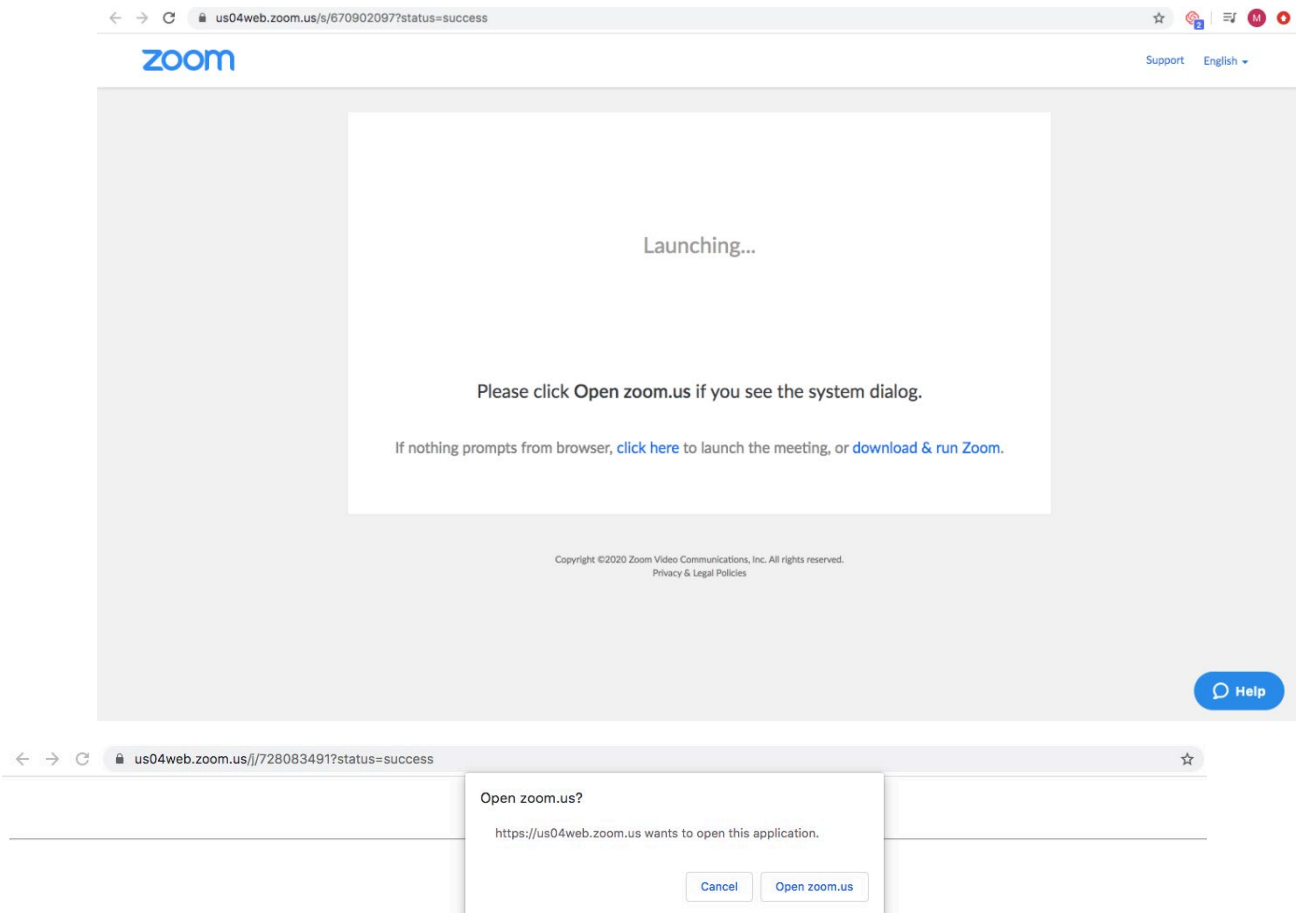 us04web.zoom.us/s/670902097?status=success
2
M
zoom
Support English
Launching...
Please click Open zoom.us if you see the system dialog.
If nothing prompts from browser, click here to launch the meeting, or download & run Zoom.
Copyright ©2020 Zoom Video Communications, Inc. All rights reserved.
Privacy & Legal Policies
Help
us04web.zoom.us/j/728083491?status=success
Open zoom.us?
https://us04web.zoom.us wants to open this application.
Cancel Open zoom.us